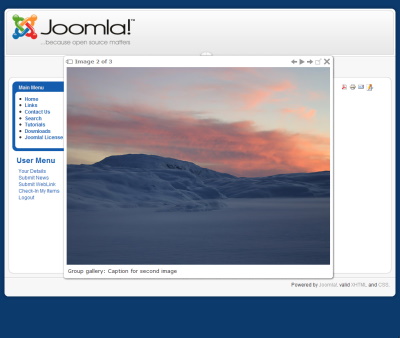 Joomla!™
...because open source matters
Image 2 of 3
Main Menu
Home
Links
Contact Us
Search
Tutorials
Downloads
Joomla License
User Menu
Your Details
Submit News
Submit WebLink
Check-In My Items
Logout
Group gallery: Caption for second image
Powered by Joomla!. valid XHTML and CSS.